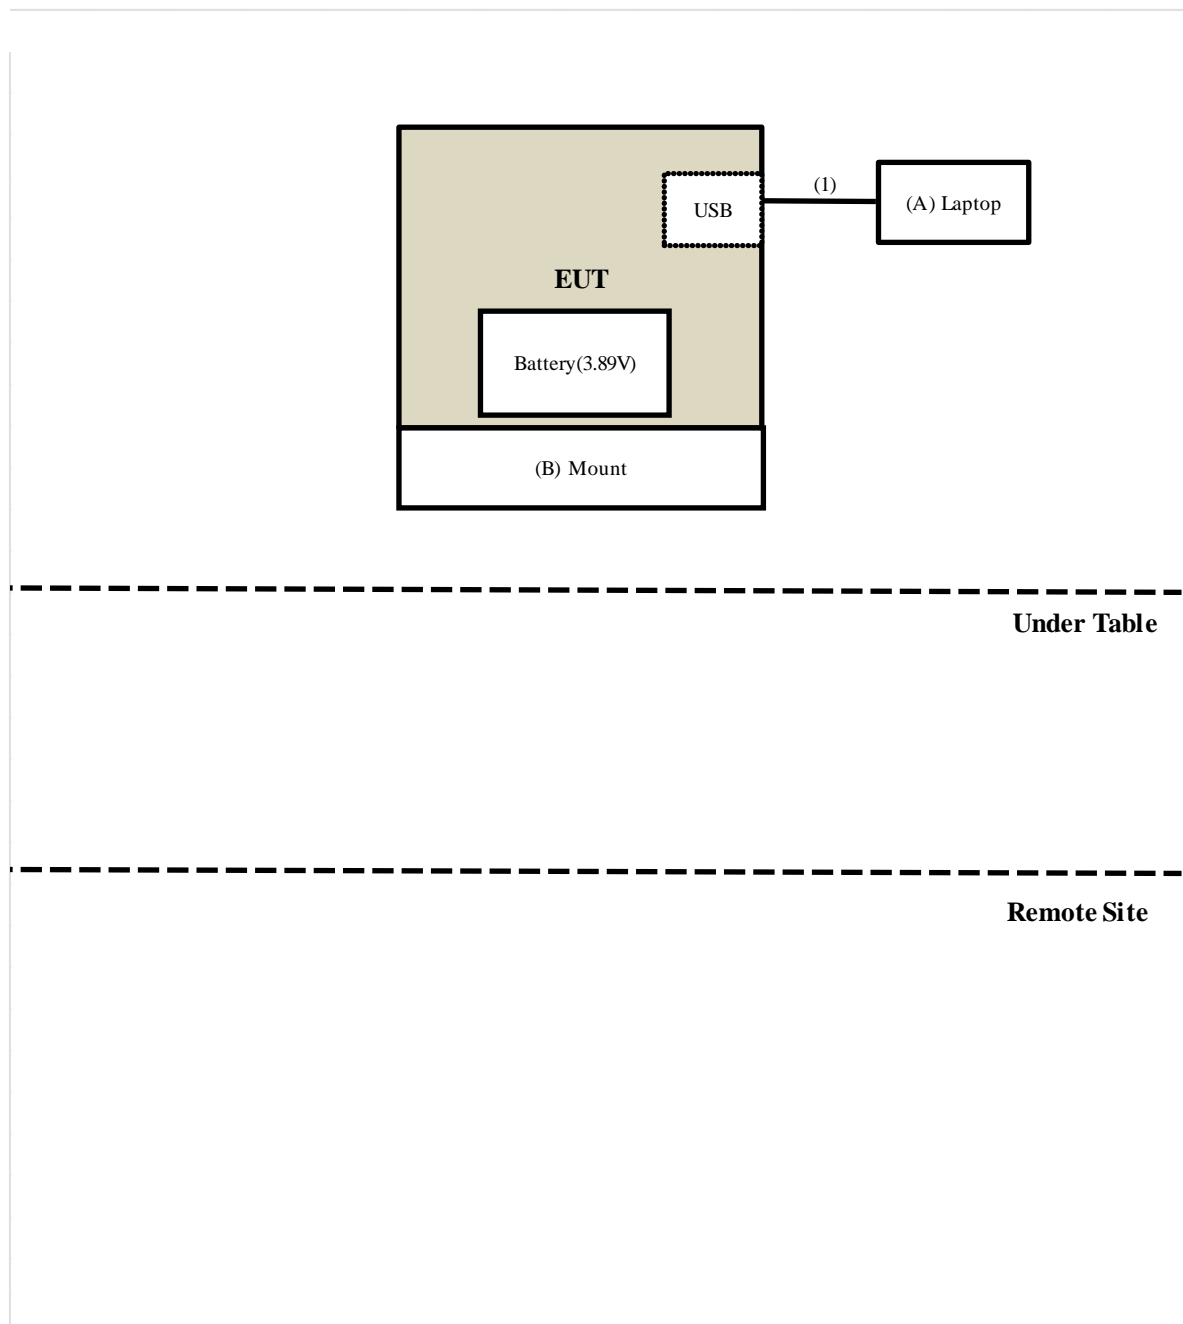 (1)
(A) Laptop
USB
EUT
Battery(3.89V)
(B) Mount
Under Table
Remote Site